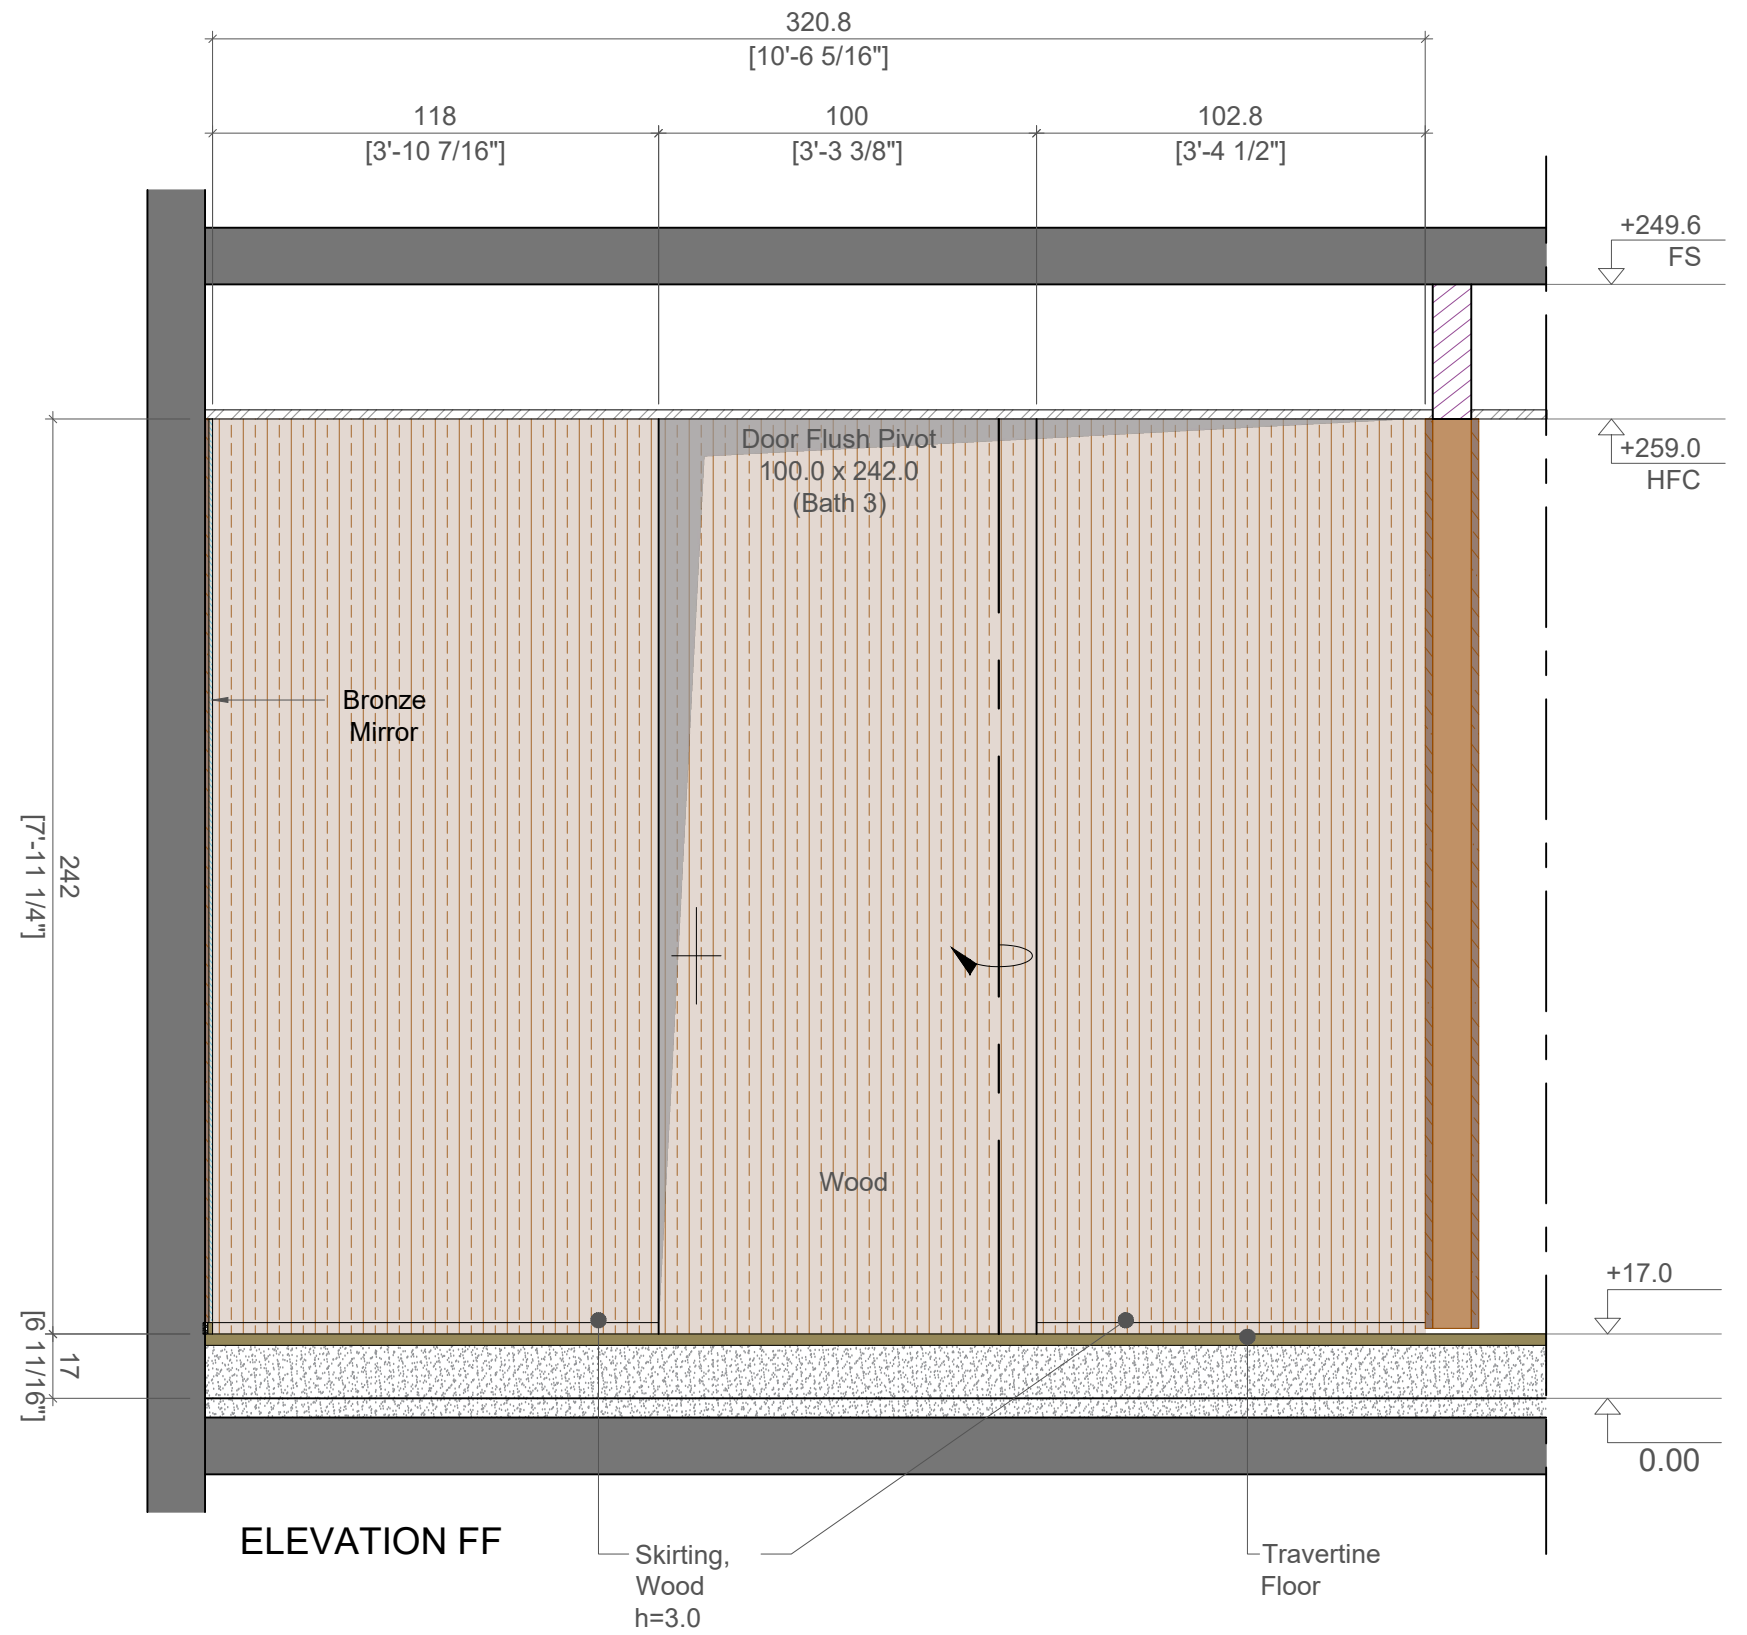 320.8
[10'-6 5/16"]
118
[3'-10 7/16"]
100
[3'-3 3/8"]
102.8
[3'-4 1/2"]
+249.6
FS
+259.0
HFC
Door Flush Pivot
100.0 x 242.0
(Bath 3)
Bronze
Mirror
242
[7'-11 1/4"]
Wood
+17.0
17
[6 11/16"]
0.00
ELEVATION FF
Skirting,
Wood
h=3.0
Travertine
Floor